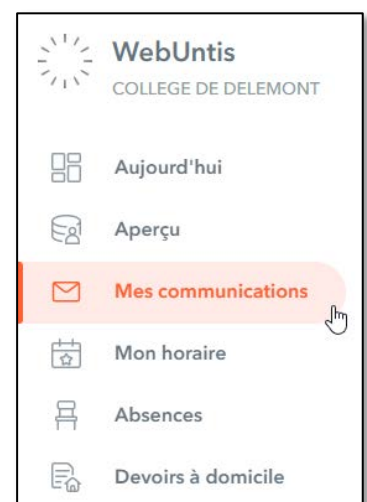 WebUntis
COLLEGE DE DELEMONT
Aujourd'hui
Aperçu
Mes communications
Mon horaire
Absences
Devoirs à domicile